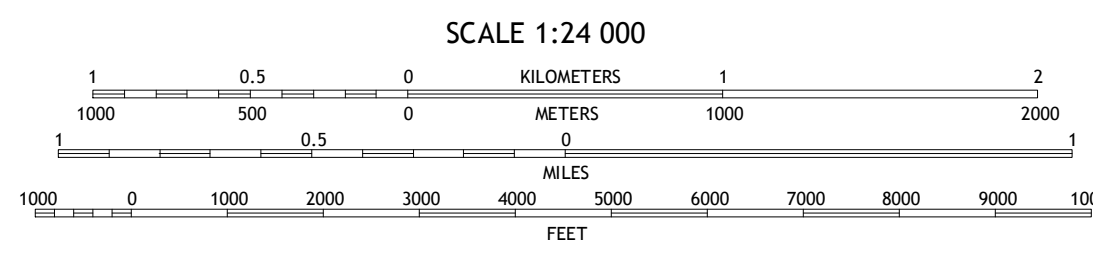 SCALE 1:24 000
1 0.5 0 KILOMETERS 1 2
1000 500 0 METERS 1000 2000
1 0.5 0 1
MILES
1000 0 1000 2000 3000 4000 5000 6000 7000 8000 9000 100
FEET